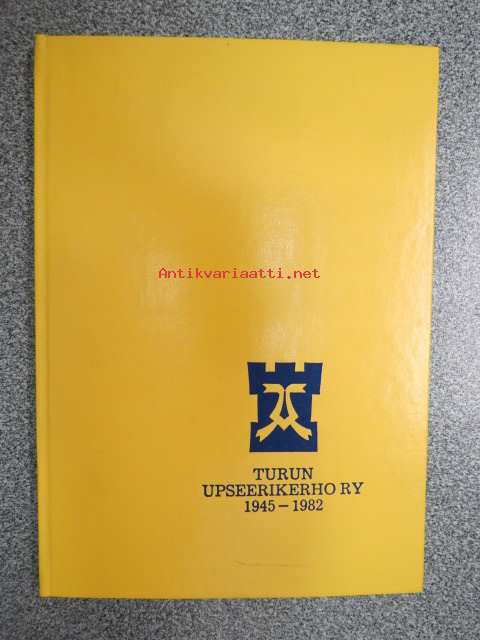 Antikvariaatti.net
TURUN
UPSEERIKERHO RY
1945 – 1982